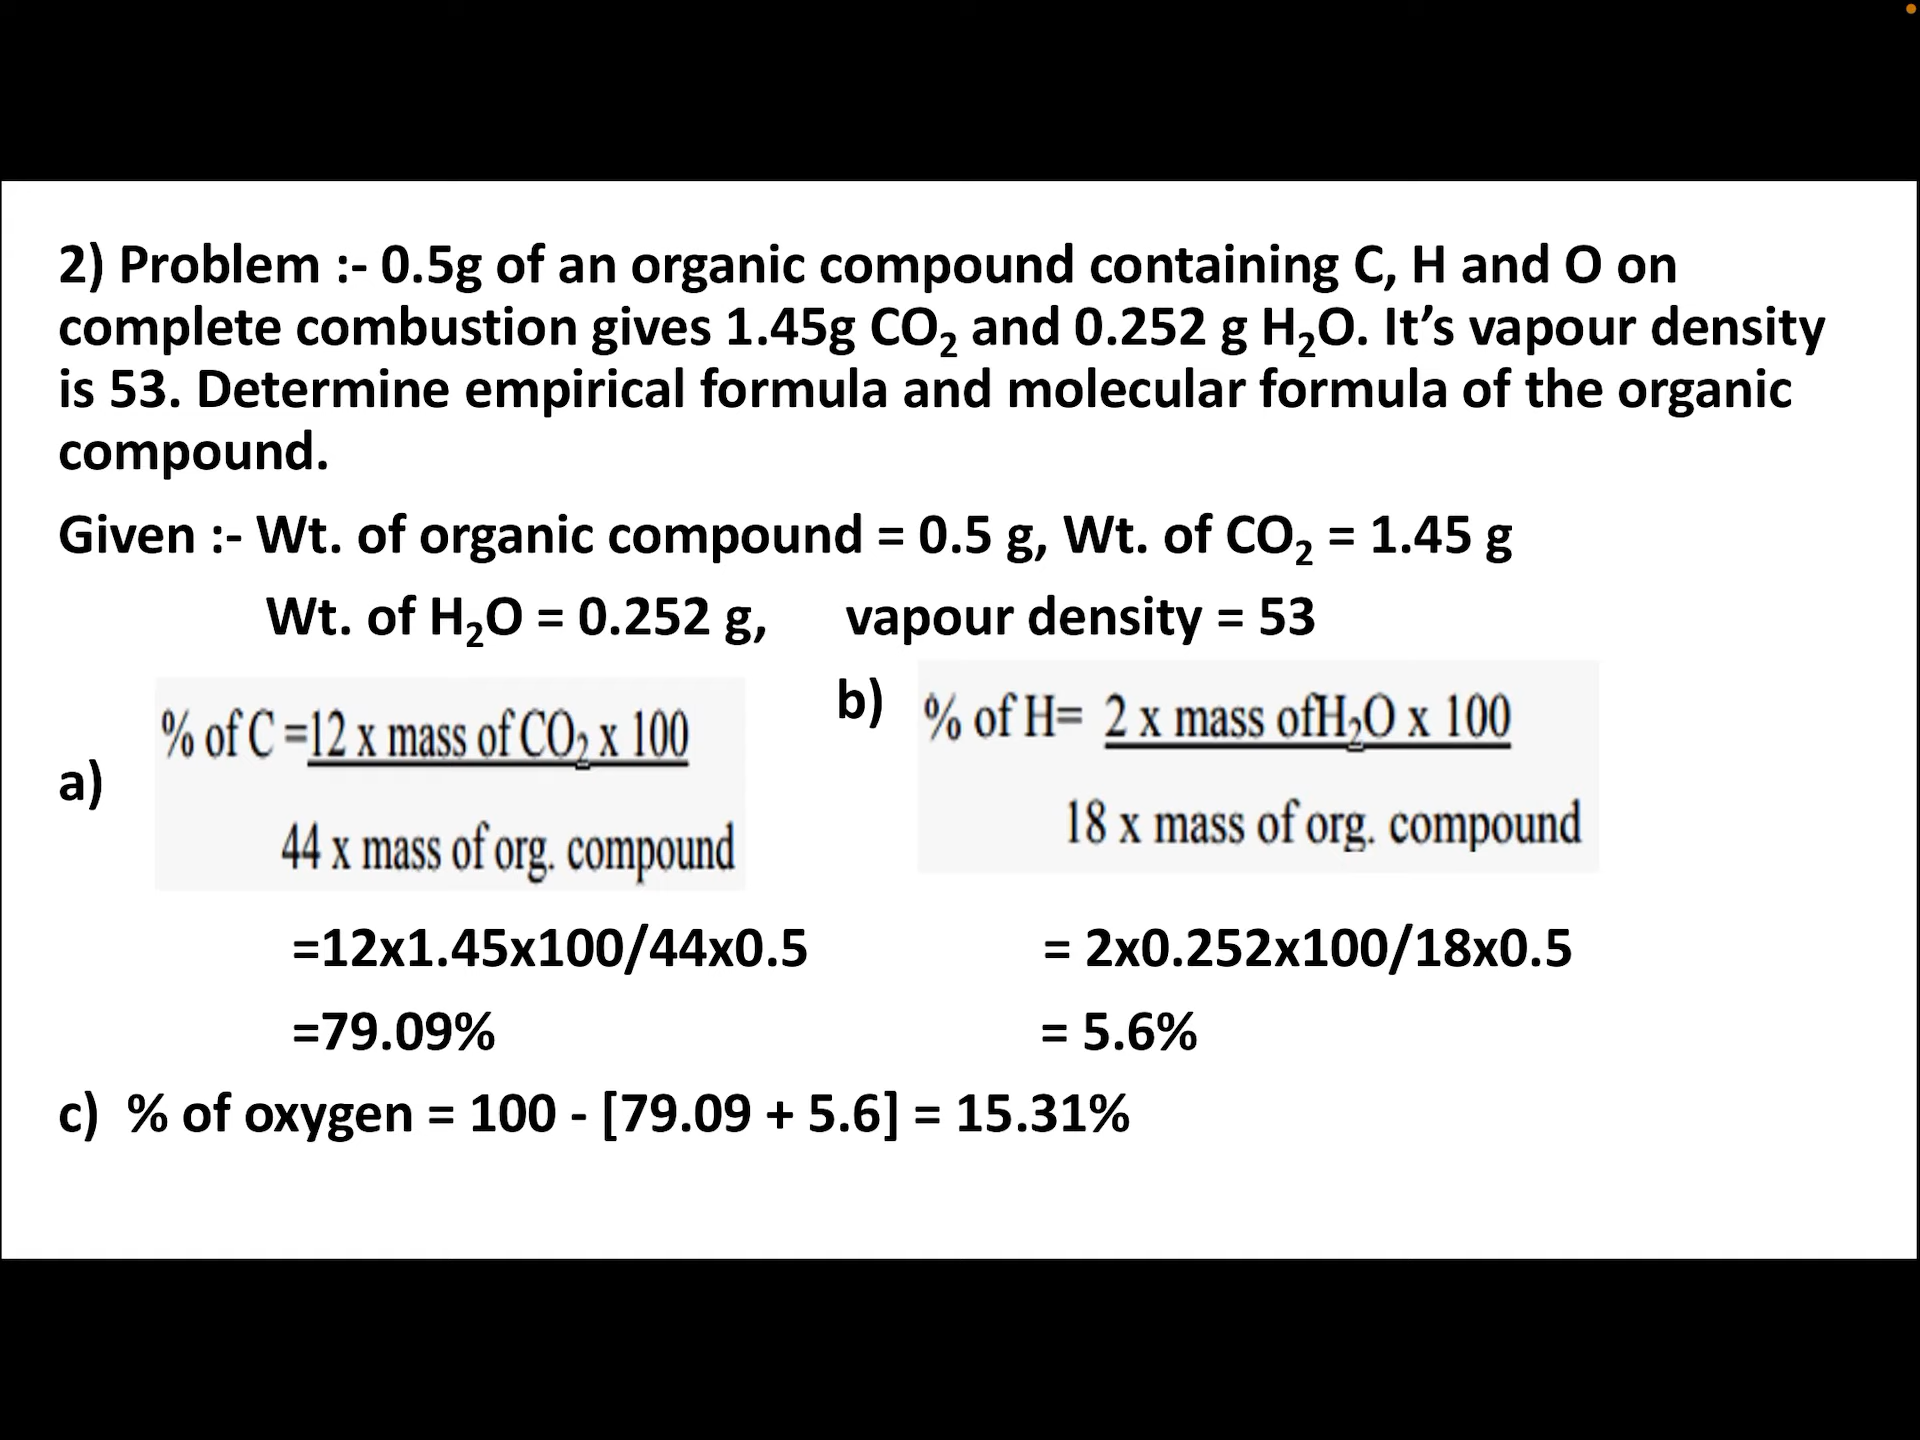 2) Problem :- 0.5g of an organic compound containing C, H and O on
complete combustion gives 1.45g CO₂ and 0.252 g H₂O. It’s vapour density
is 53. Determine empirical formula and molecular formula of the organic
compound.
Given :- Wt. of organic compound = 0.5 g, Wt. of CO₂ = 1.45 g
Wt. of H₂O = 0.252 g, vapour density = 53
a)
% of C =12 x mass of CO₂ x 100
44 x mass of org. compound
b)
% of H= 2 x mass ofH₂O x 100
18 x mass of org. compound
=12x1.45x100/44x0.5
= 2x0.252x100/18x0.5
=79.09%
= 5.6%
c) % of oxygen = 100 - [79.09 + 5.6] = 15.31%